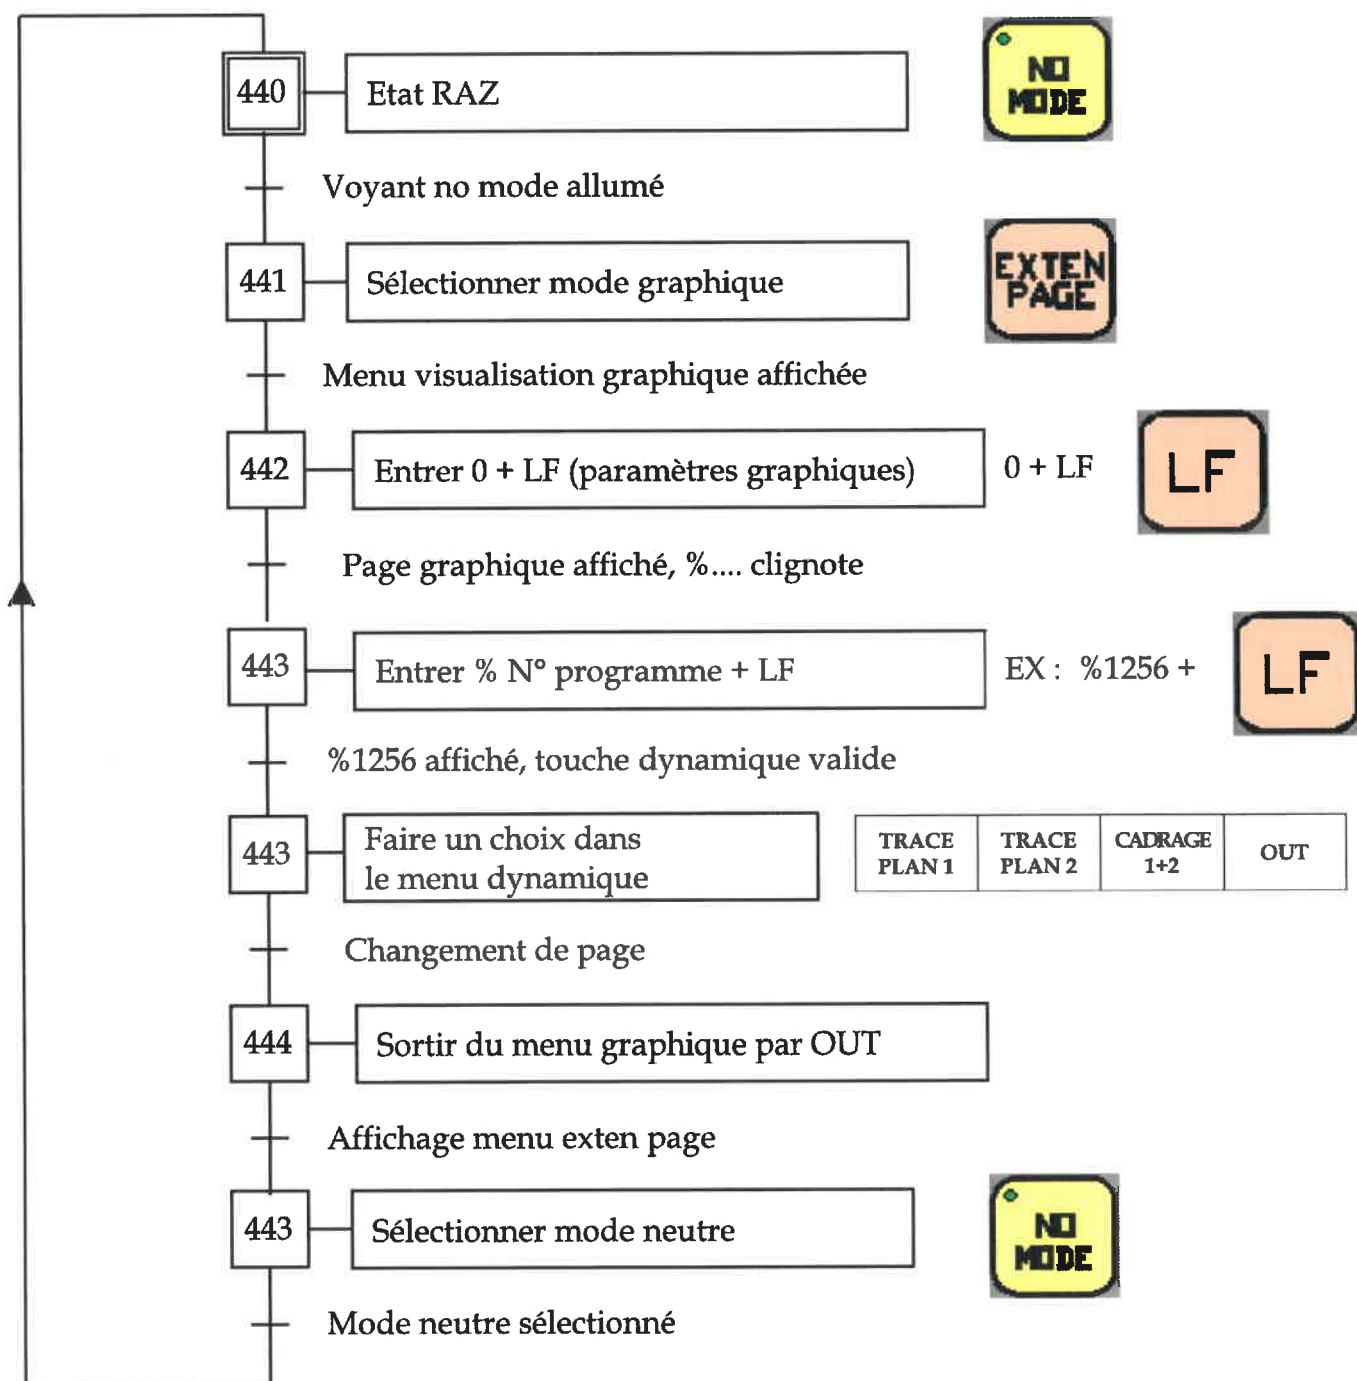 440
Etat RAZ
NO
MODE
Voyant no mode allumé
441
Sélectionner mode graphique
EXTEN
PAGE
Menu visualisation graphique affichée
442
Entrer 0 + LF (paramètres graphiques)
0 + LF
LF
Page graphique affiché, %.... clignote
443
Entrer % N° programme + LF
EX : %1256 +
LF
%1256 affiché, touche dynamique valide
443
Faire un choix dans
le menu dynamique
TRACE
PLAN 1
TRACE
PLAN 2
CADRAGE
1+2
OUT
Changement de page
444
Sortir du menu graphique par OUT
Affichage menu exten page
443
Sélectionner mode neutre
NO
MODE
Mode neutre sélectionné